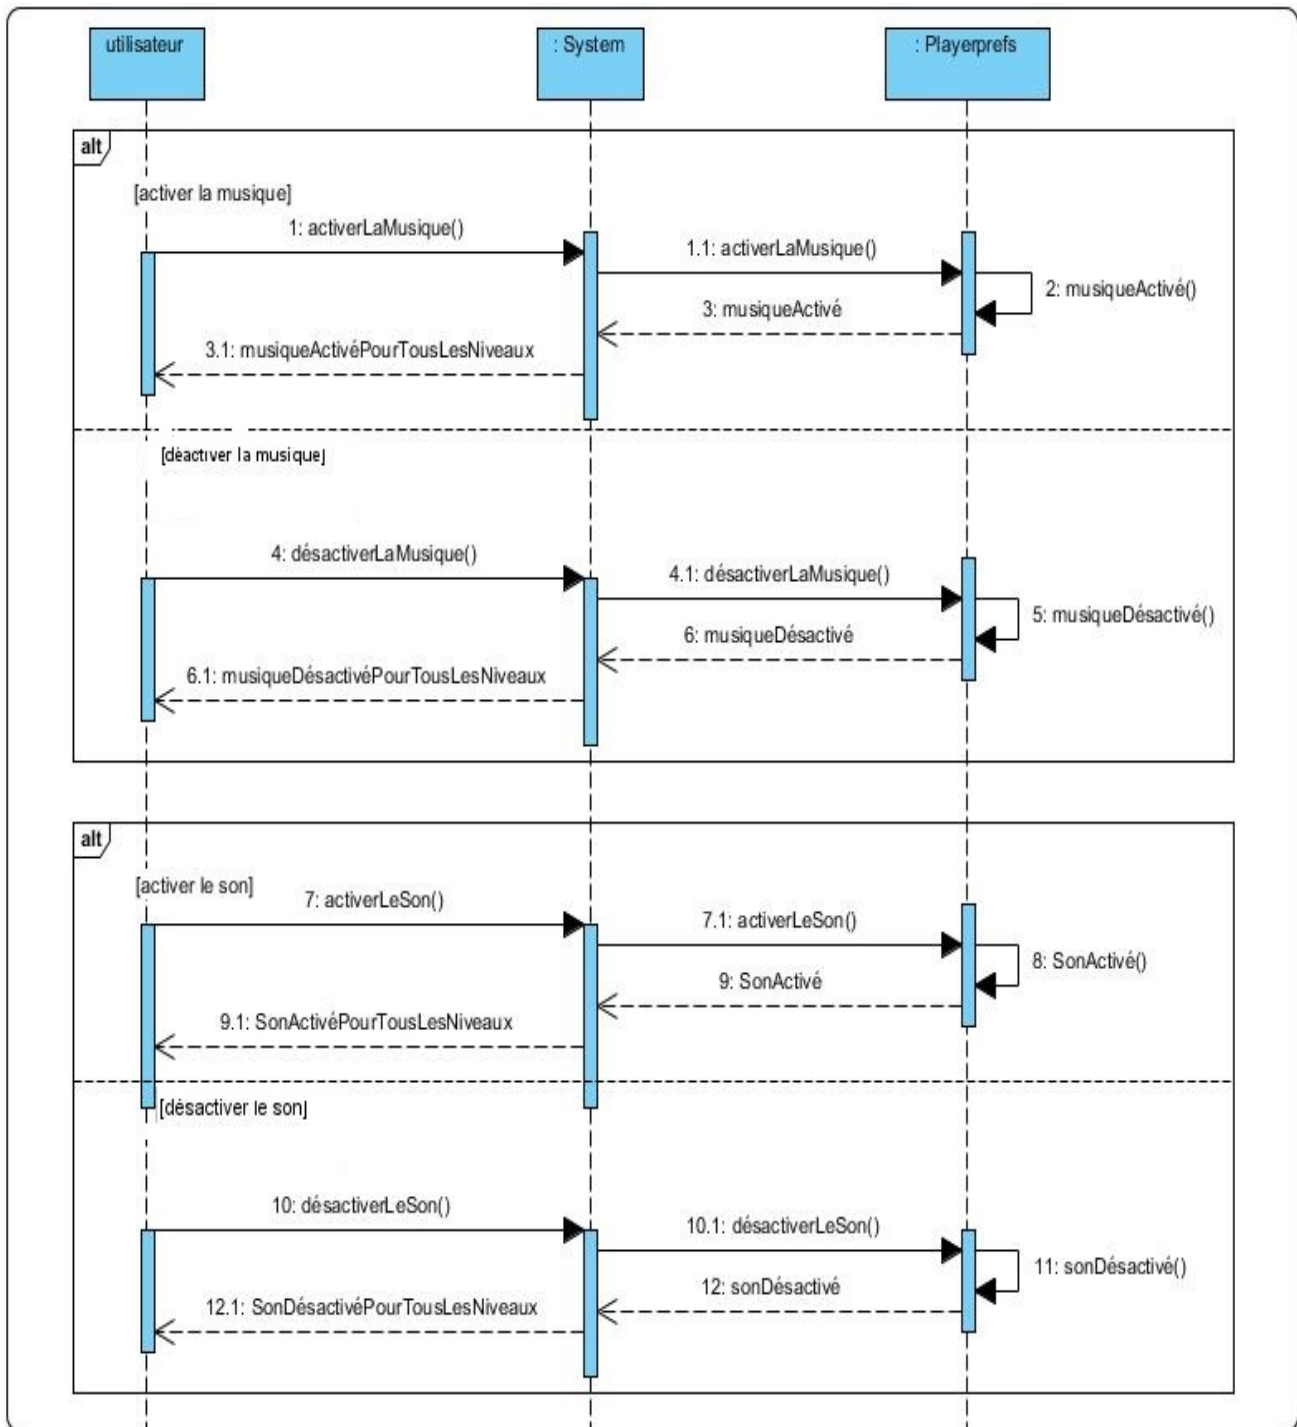 utilisateur
: System
: Playerprefs
alt
[activer la musique]
1: activerLaMusique()
1.1: activerLaMusique()
2: musiqueActivé()
3: musiqueActivé
3.1: musiqueActivéPourTousLesNiveaux
[déactiver la musique]
4: désactiverLaMusique()
4.1: désactiverLaMusique()
5: musiqueDésactivé()
6: musiqueDésactivé
6.1: musiqueDésactivéPourTousLesNiveaux
alt
[activer le son]
7: activerLeSon()
7.1: activerLeSon()
8: SonActivé()
9: SonActivé
9.1: SonActivéPourTousLesNiveaux
[désactiver le son]
10: désactiverLeSon()
10.1: désactiverLeSon()
11: sonDésactivé()
12: sonDésactivé
12.1: SonDésactivéPourTousLesNiveaux